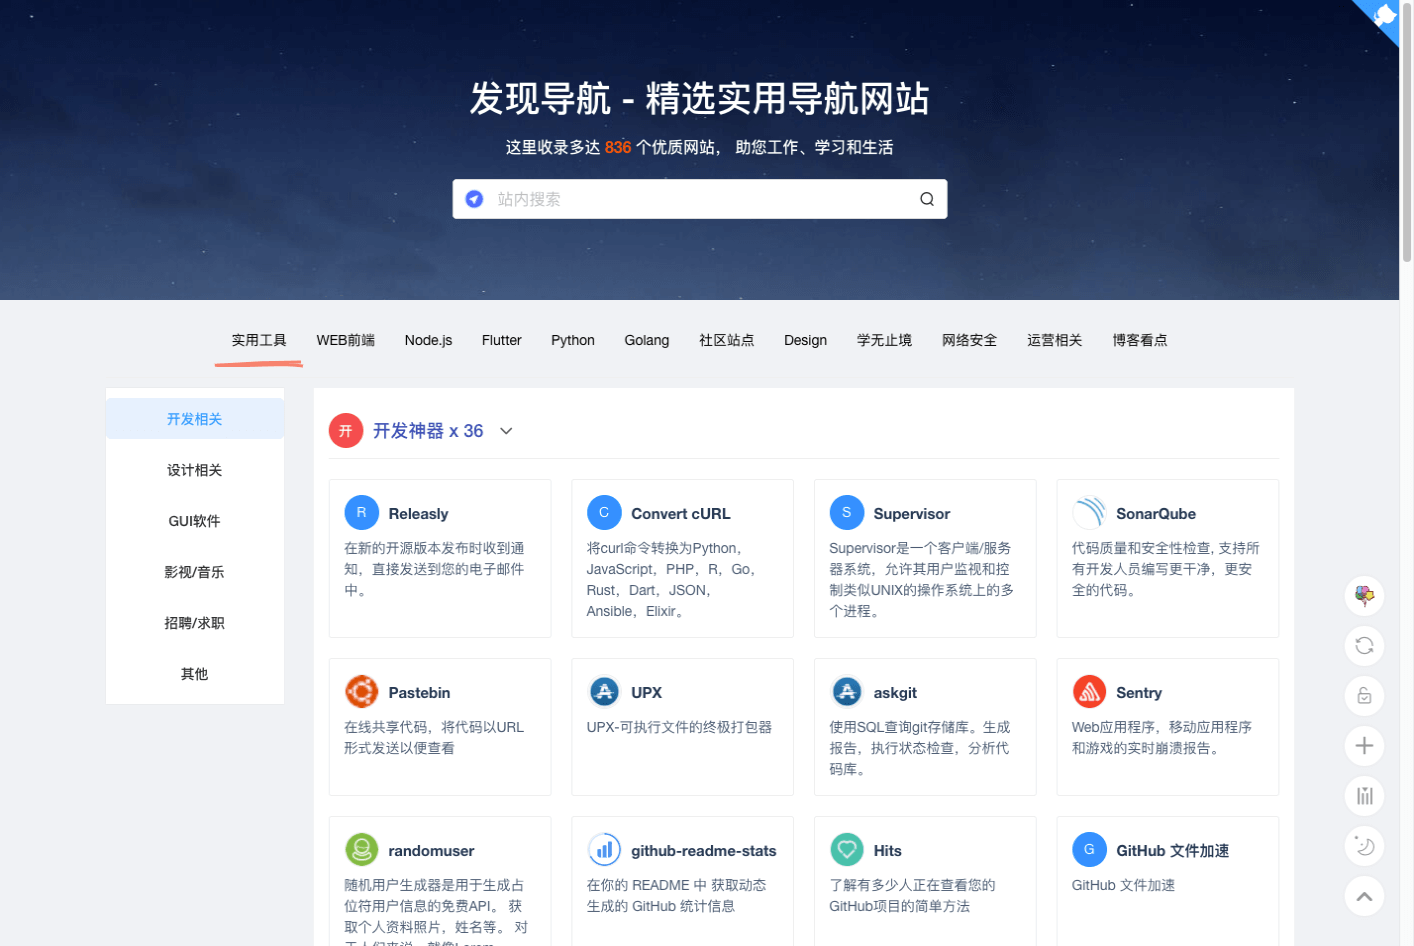 发现导航 - 精选实用导航网站
这里收录多达 836 个优质网站， 助您工作、学习和生活
站内搜索
实用工具 WEB前端 Node.js Flutter Python Golang 社区站点 Design 学无止境 网络安全 运营相关 博客看点
开发相关
设计相关
GUI软件
影视/音乐
招聘/求职
其他
开 开发神器 x 36
R Releasly
在新的开源版本发布时收到通
知，直接发送到您的电子邮件
中。
C Convert cURL
将curl命令转换为Python，
JavaScript，PHP，R，Go，
Rust，Dart，JSON，
Ansible，Elixir。
S Supervisor
Supervisor是一个客户端/服务
器系统，允许其用户监视和控
制类似UNIX的操作系统上的多
个进程。
SonarQube
代码质量和安全性检查, 支持所
有开发人员编写更干净，更安
全的代码。
Pastebin
在线共享代码，将代码以URL
形式发送以便查看
UPX
UPX-可执行文件的终极打包器
askgit
使用SQL查询git存储库。生成
报告，执行状态检查，分析代
码库。
Sentry
Web应用程序，移动应用程序
和游戏的实时崩溃报告。
randomuser
随机用户生成器是用于生成占
位符用户信息的免费API。 获
取个人资料照片，姓名等。 对
github-readme-stats
在你的 README 中 获取动态
生成的 GitHub 统计信息
Hits
了解有多少人正在查看您的
GitHub项目的简单方法
G GitHub 文件加速
GitHub 文件加速